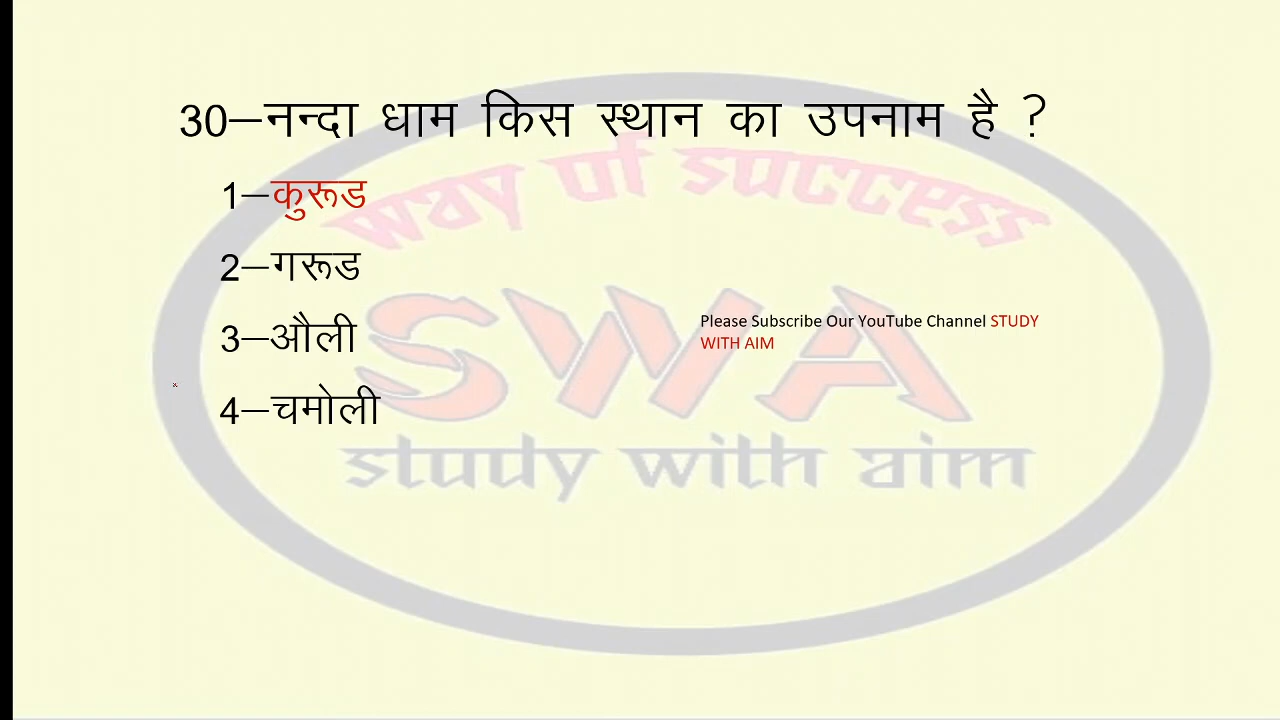 30—नन्दा धाम किस स्थान का उपनाम है ?
way of success
1—कुरूड
2—गरूड
SWA
Please Subscribe Our YouTube Channel STUDY
WITH AIM
3—औली
4—चमोली
study with aim